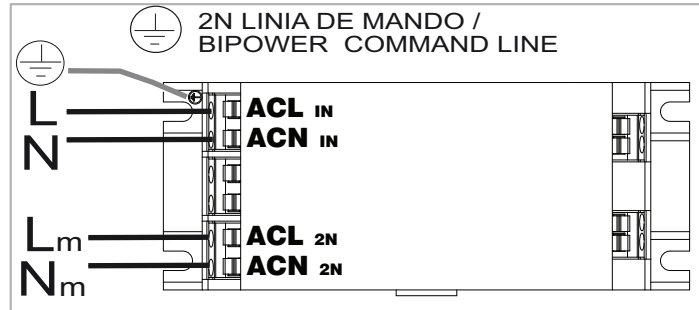 2N LINIA DE MANDO /
BIPOWER COMMAND LINE
L ACL IN
N ACN IN
Lm ACL 2N
Nm ACN 2N